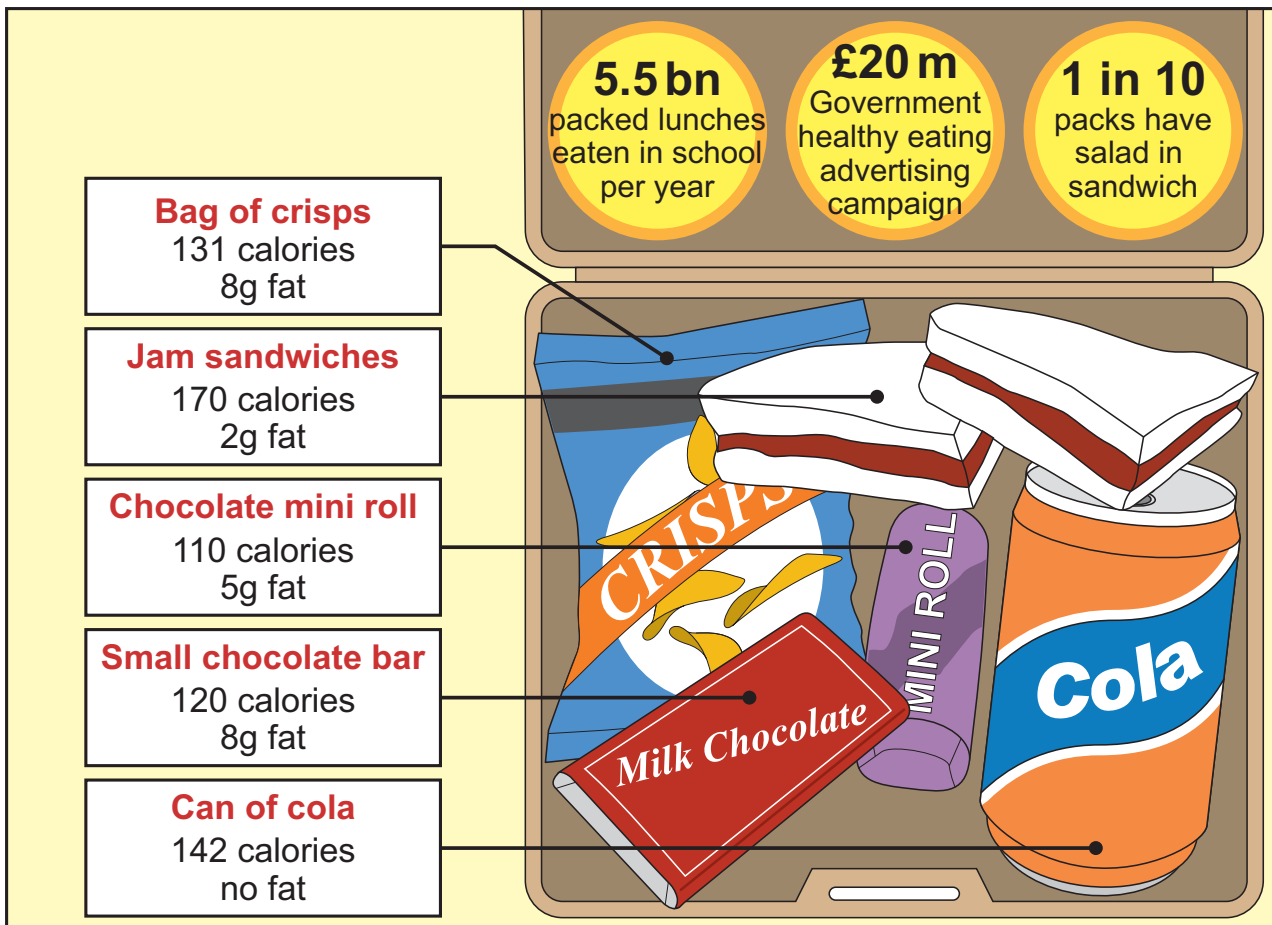 5.5 bn
packed lunches
eaten in school
per year
£20 m
Government
healthy eating
advertising
campaign
1 in 10
packs have
salad in
sandwich
Bag of crisps
131 calories
8g fat
Jam sandwiches
170 calories
2g fat
Chocolate mini roll
110 calories
5g fat
Small chocolate bar
120 calories
8g fat
Can of cola
142 calories
no fat
CRISPS
MINI ROLL
Milk Chocolate
Cola